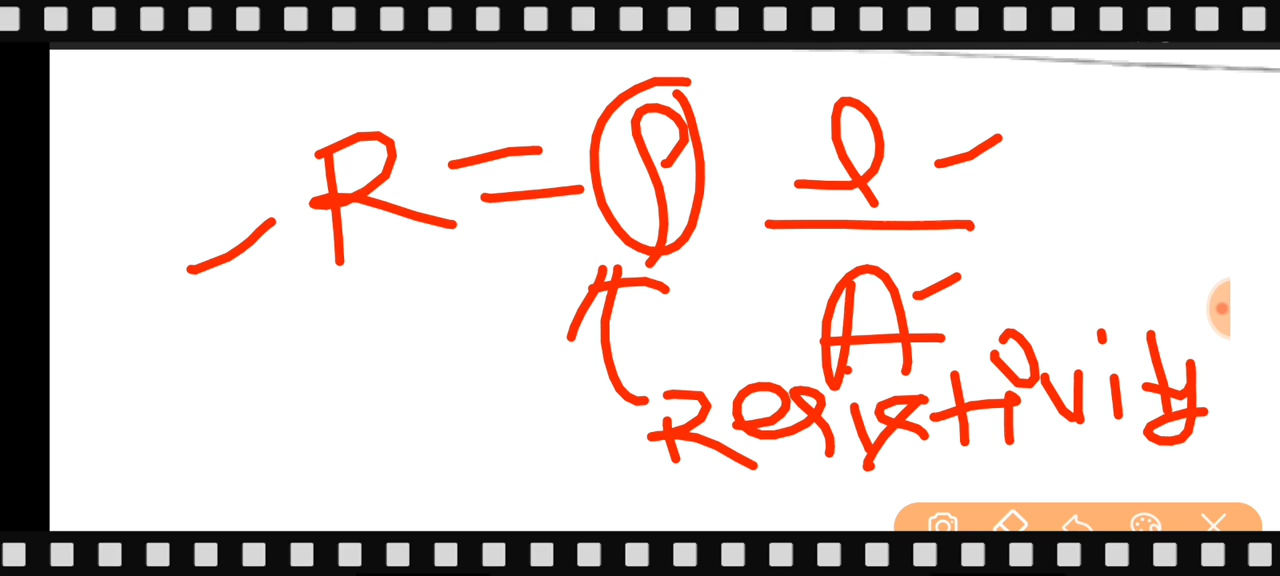 R = ρ l
A
Resistivity